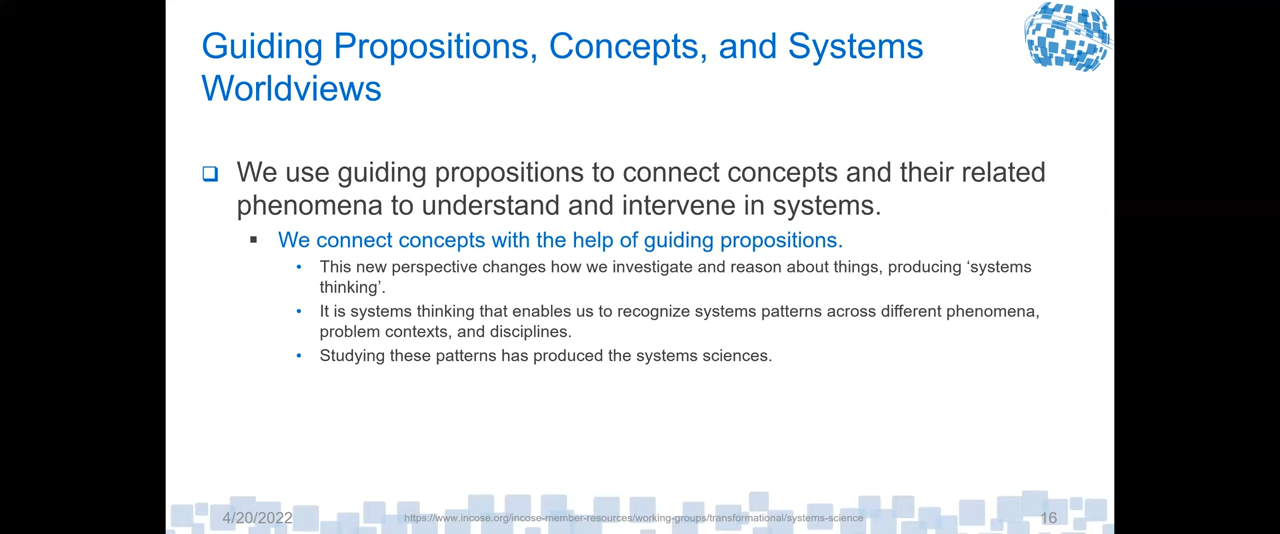 Guiding Propositions, Concepts, and Systems
Worldviews
We use guiding propositions to connect concepts and their related
phenomena to understand and intervene in systems.
We connect concepts with the help of guiding propositions.
This new perspective changes how we investigate and reason about things, producing ‘systems
thinking’.
It is systems thinking that enables us to recognize systems patterns across different phenomena,
problem contexts, and disciplines.
Studying these patterns has produced the systems sciences.
4/20/2022
https://www.incose.org/incose-member-resources/working-groups/transformational/systems-science
16